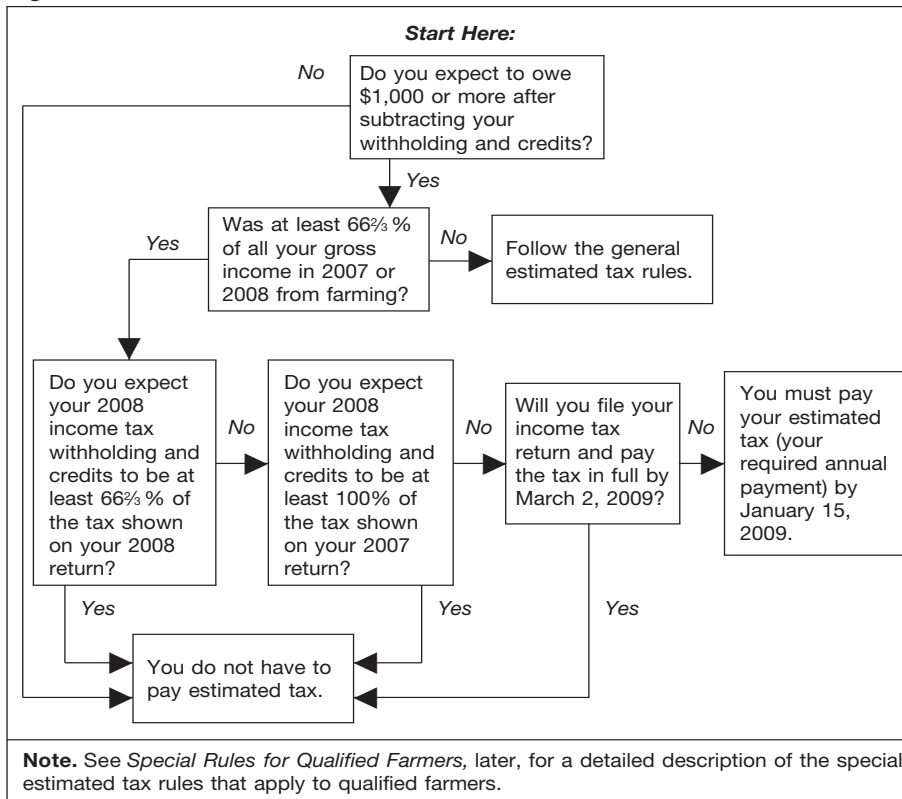 Start Here:
No
Do you expect to owe
$1,000 or more after
subtracting your
withholding and credits?
Yes
Was at least 66⅔ %
of all your gross
income in 2007 or
2008 from farming?
Yes
No
Follow the general
estimated tax rules.
Do you expect
your 2008
income tax
withholding and
credits to be at
least 66⅔ % of
the tax shown
on your 2008
return?
No
Do you expect
your 2008
income tax
withholding and
credits to be at
least 100% of
the tax shown
on your 2007
return?
No
Will you file your
income tax
return and pay
the tax in full by
March 2, 2009?
No
You must pay
your estimated
tax (your
required annual
payment) by
January 15,
2009.
Yes
Yes
Yes
You do not have to
pay estimated tax.
Note. See Special Rules for Qualified Farmers, later, for a detailed description of the special
estimated tax rules that apply to qualified farmers.